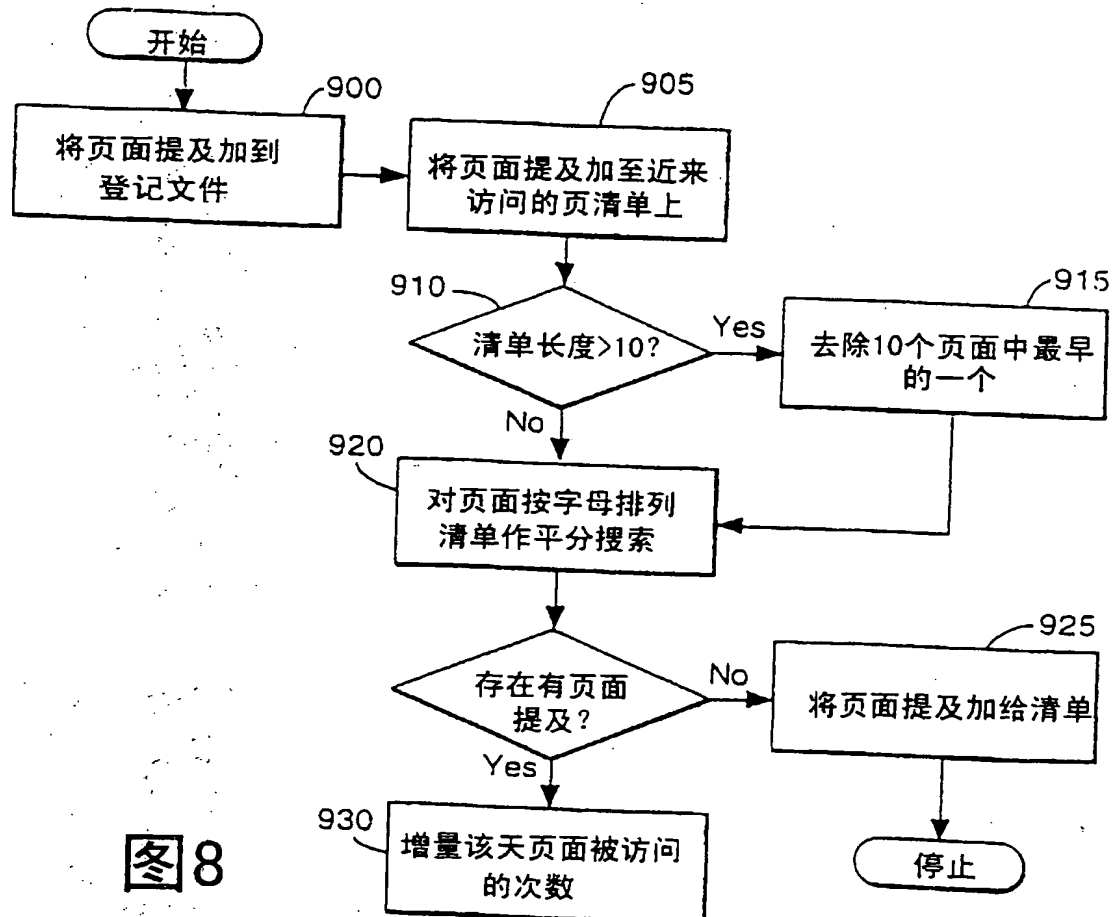 开始
900
将页面提及加到
登记文件
905
将页面提及加至近来
访问的页清单上
910
清单长度>10?
Yes
915
去除10个页面中最早
的一个
No
920
对页面按字母排列
清单作平分搜索
存在有页面
提及?
No
925
将页面提及加给清单
Yes
930
增量该天页面被访问
的次数
停止
图8